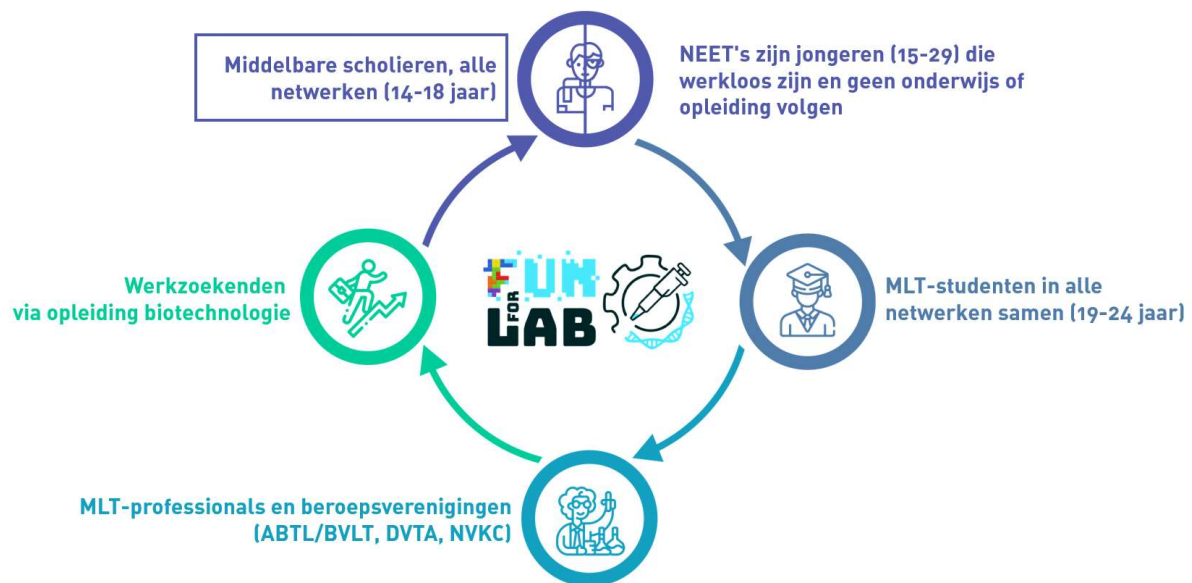 Middelbare scholieren, alle
netwerken (14-18 jaar)
NEET's zijn jongeren (15-29) die
werkloos zijn en geen onderwijs of
opleiding volgen
Werkzoekenden
via opleiding biotechnologie
FUN
FOR
LAB
MLT-studenten in alle
netwerken samen (19-24 jaar)
MLT-professionals en beroepsverenigingen
(ABTL/BVLT, DVTA, NVKC)